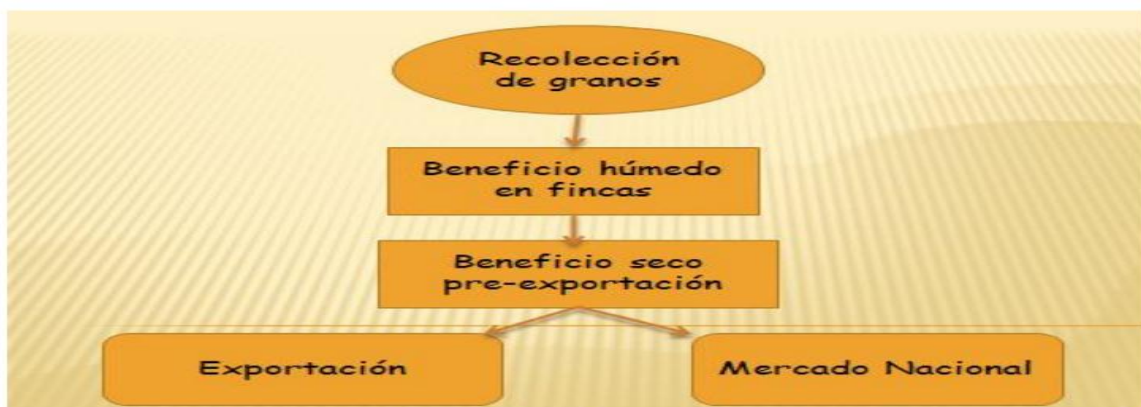 Recolección
de granos
Beneficio húmedo
en fincas
Beneficio seco
pre-exportación
Exportación
Mercado Nacional